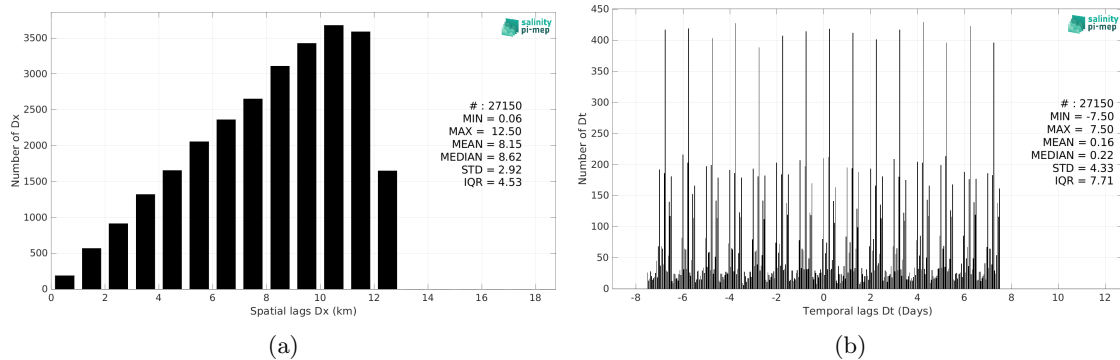 3500
3000
2500
2000
1500
1000
500
0
Number of Dx
salinity
pi-mep
# : 27150
MIN = 0.06
MAX = 12.50
MEAN = 8.15
MEDIAN = 8.62
STD = 2.92
IQR = 4.53
0 2 4 6 8 10 12 14 16 18
Spatial lags Dx (km)
(a)
450
400
350
300
250
200
150
100
50
0
Number of Dt
salinity
pi-mep
# : 27150
MIN = -7.50
MAX = 7.50
MEAN = 0.16
MEDIAN = 0.22
STD = 4.33
IQR = 7.71
-8 -6 -4 -2 0 2 4 6 8 10 12
Temporal lags Dt (Days)
(b)